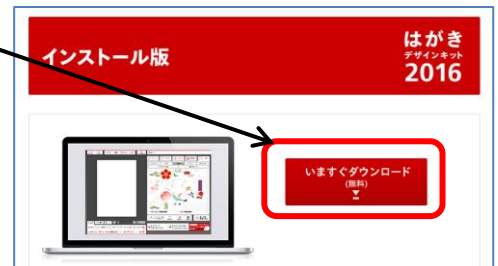 インストール版
はがき
デザインキット
2016
いますぐダウンロード
(無料)